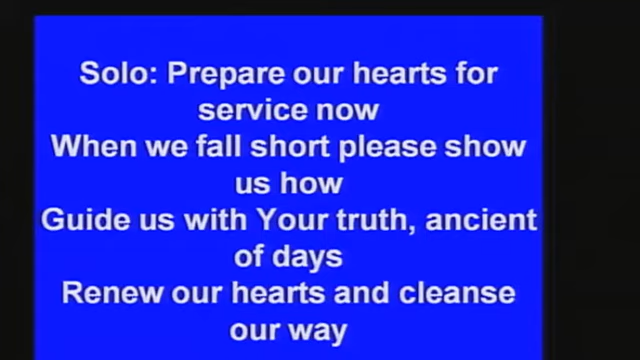 Solo: Prepare our hearts for
service now
When we fall short please show
us how
Guide us with Your truth, ancient
of days
Renew our hearts and cleanse
our way